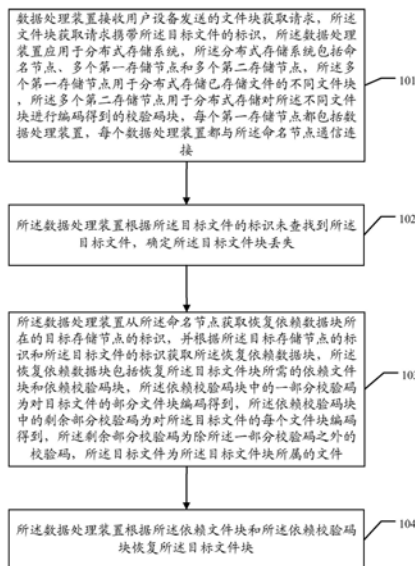 数据处理装置接收用户设备发送的文件块获取请求，所述
文件块获取请求携带所述目标文件的标识，所述数据处理装
置应用于分布式存储系统，所述分布式存储系统包括命
名节点、多个第一存储节点和多个第二存储节点，所述多
个第一存储节点用于分布式存储已存储文件的不同文件块
，所述多个第二存储节点用于分布式存储对所述不同文件
块进行编码得到的校验码块，每个第一存储节点都包括数
据处理装置，每个数据处理装置都与所述命名节点通信连
接
101
所述数据处理装置根据所述目标文件的标识未查找到所述
目标文件，确定所述目标文件块丢失
102
所述数据处理装置从所述命名节点获取恢复依赖数据块所
在的目标存储节点的标识，并根据所述目标存储节点的标
识和所述目标文件的标识获取所述恢复依赖数据块，所述
恢复依赖数据块包括恢复所述目标文件块所需的依赖文件
块和依赖校验码块，所述依赖校验码块中的一部分校验码
为对目标文件的部分文件块编码得到，所述依赖校验码块
中的剩余部分校验码为对所述目标文件的每个文件块编码
得到，所述剩余部分校验码为除所述一部分校验码之外的
校验码，所述目标文件为所述目标文件块所属的文件
103
所述数据处理装置根据所述依赖文件块和所述依赖校验码
块恢复所述目标文件块
104